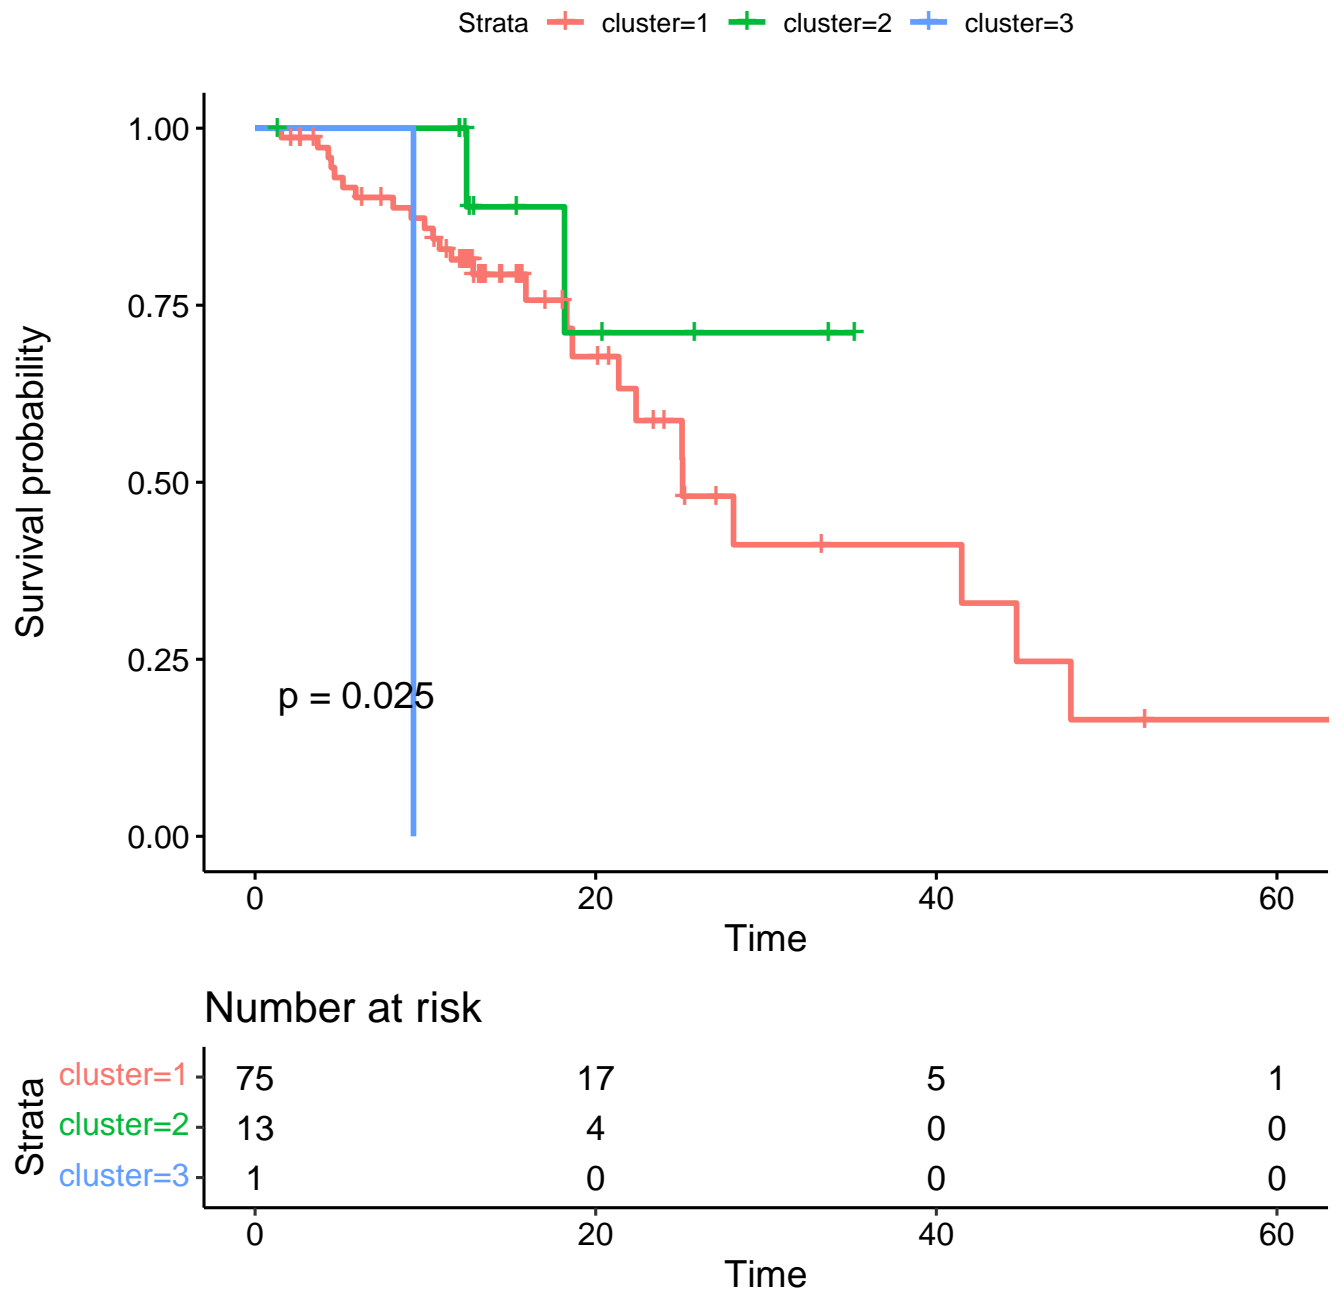 Strata cluster=1 cluster=2 cluster=3
Survival probability
1.00
0.75
0.50
0.25
0.00
p = 0.025
0 20 40 60
Time
Number at risk
Strata
cluster=1 75 17 5 1
cluster=2 13 4 0 0
cluster=3 1 0 0 0
0 20 40 60
Time